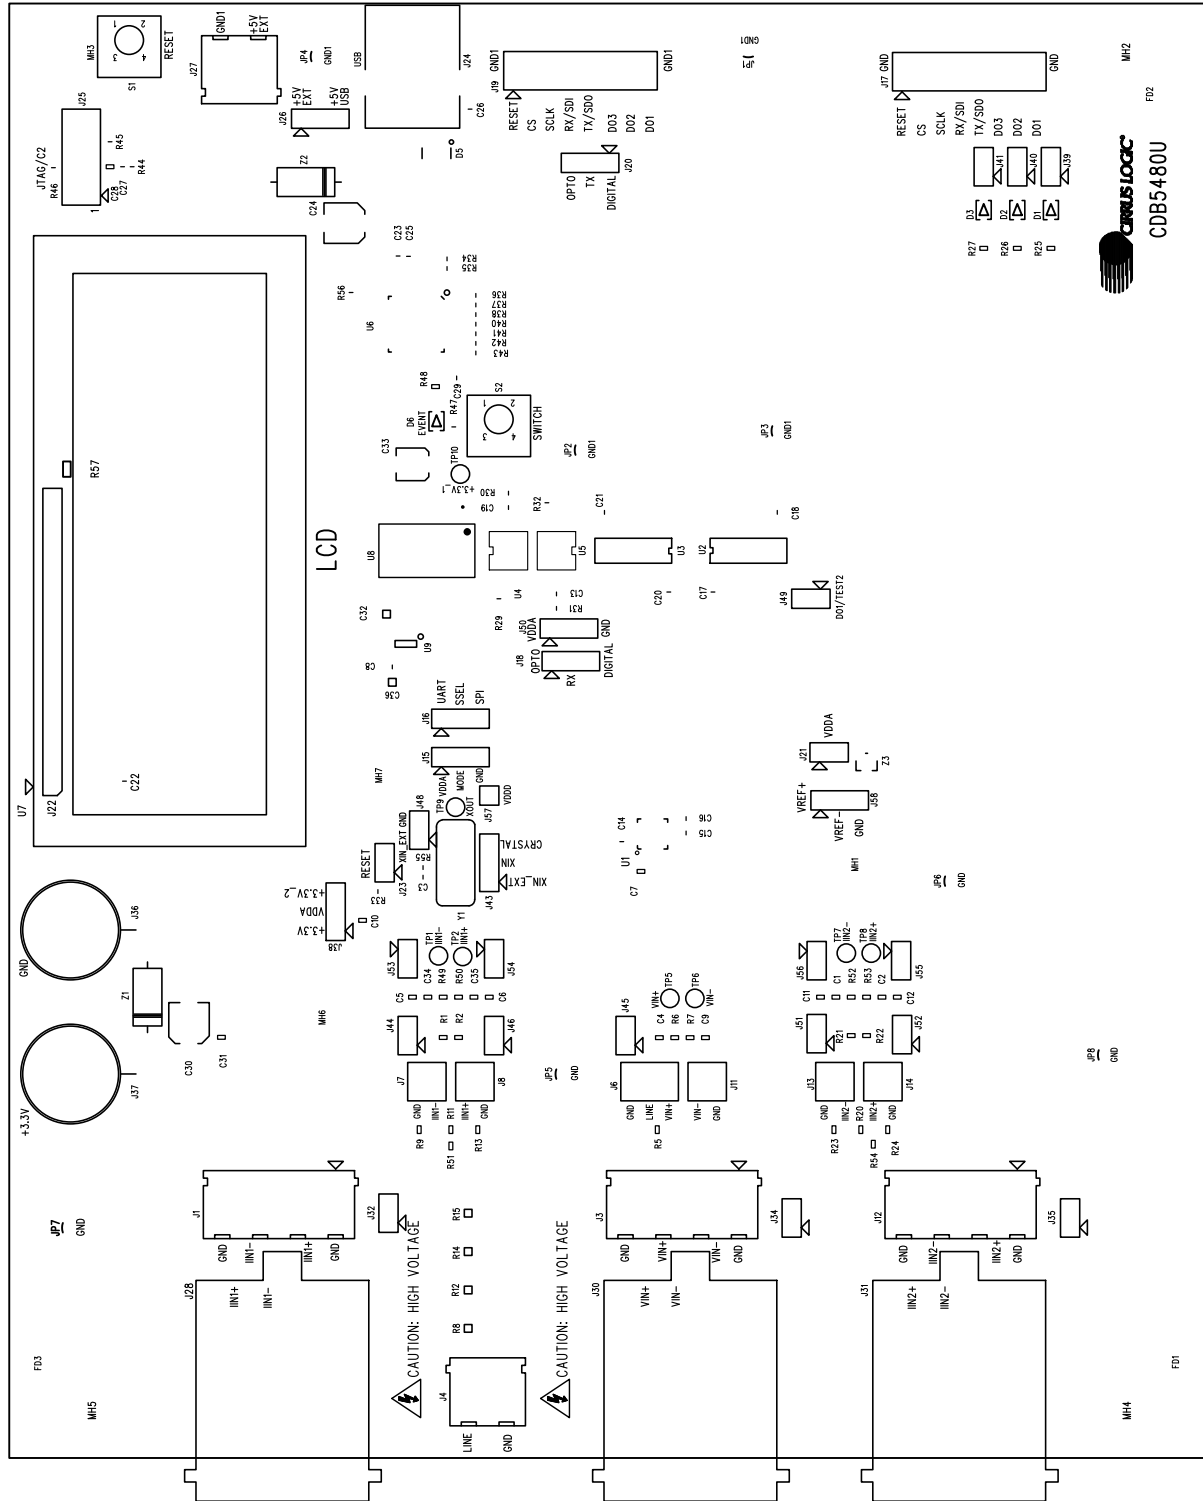 MH3
1
2
3
4
RESET
S1
GND1
+5V
EXT
J27
JP4
GND1
USB
J24
C26
J25
JTAG/C2
R46
1
R45
R44
C28
C27
J26
+5V
EXT
+5V
USB
Z2
C24
D5
J19
GND1
GND1
RESET
CS
SCLK
RX/SDI
TX/SDO
DO3
DO2
DO1
OPTO
TX
DIGITAL
J20
JP1
GND1
J17
GND
GND
RESET
CS
SCLK
RX/SDI
TX/SDO
DO3
DO2
DO1
J41
J40
J39
D3
D2
D1
R27
R26
R25
MH2
FD2
CIRRUS LOGIC®
CDB5480U
C23
C25
R34
R35
R56
U6
R36
R37
R38
R40
R41
R42
R43
R48
C29
D6
EVENT
R47
S2
1
2
3
4
SWITCH
C33
TP10
+3.3V_1
JP2
GND1
JP3
GND1
R57
LCD
U7
J22
C22
R30
C19
R32
C21
C18
U8
U5
U3
U2
U4
R29
C13
R31
C20
C17
J49
DO1/TEST2
C32
U9
C8
C36
J50
VDDA
GND
J18
OPTO
RX
DIGITAL
J16
UART
SSEL
SPI
MH7
J15
VDDA
MODE
GND
TP9
XOUT
J57
VDDD
J48
XIN_EXT
GND
R55
RESET
J23
R33
C3
Y1
J43
CRYSTAL
XIN
XIN_EXT
J21
VDDA
Z3
VREF+
VREF-
GND
J58
C14
U1
C7
C16
C15
MH1
JP6
GND
J36
GND
J37
+3.3V
Z1
C30
C31
MH6
+3.3V_2
VDDA
+3.3V
J38
C10
J53
TP1
IIN1-
TP2
IIN1+
J54
C5
C34
R49
R50
C35
C6
J44
R1
R2
J46
J7
J8
GND
IIN1-
IIN1+
GND
R9
R11
R51
R13
JP5
GND
J45
VIN+
TP5
TP6
VIN-
C4
R6
R7
C9
J6
J11
GND
LINE
VIN+
VIN-
GND
R5
J56
TP7
IIN2-
TP8
IIN2+
J55
C11
C1
R52
R53
C2
C12
J51
R21
R22
J52
J13
J14
GND
IIN2-
IIN2+
GND
R23
R20
R54
R24
JP8
GND
JP7
GND
J1
GND
IIN1-
IIN1+
GND
J32
J28
IIN1+
IIN1-
R15
R14
R12
R8
CAUTION: HIGH VOLTAGE
CAUTION: HIGH VOLTAGE
J4
LINE
GND
J3
GND
VIN+
VIN-
GND
J34
J30
VIN+
VIN-
J12
GND
IIN2-
IIN2+
GND
J35
J31
IIN2+
IIN2-
FD3
MH5
FD1
MH4